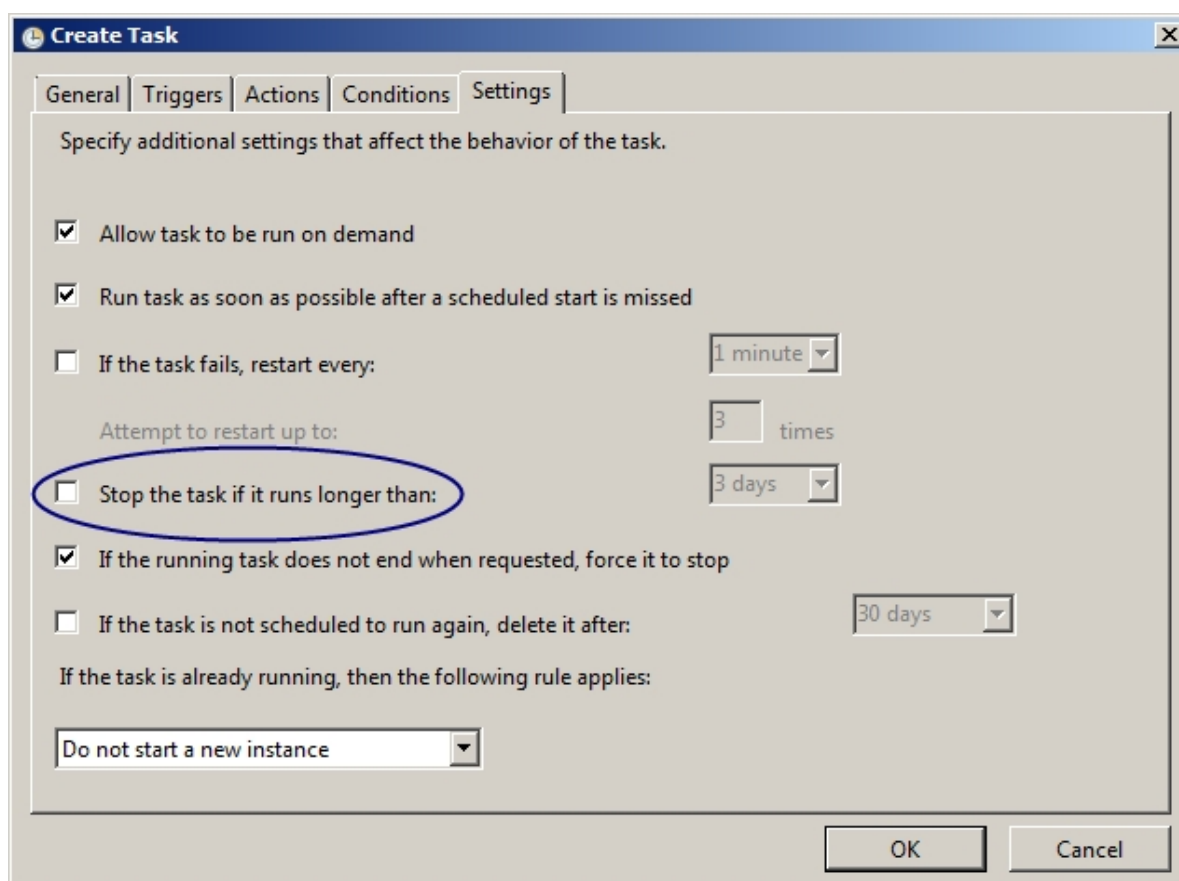 Create Task
General Triggers Actions Conditions Settings
Specify additional settings that affect the behavior of the task.
Allow task to be run on demand
Run task as soon as possible after a scheduled start is missed
If the task fails, restart every: 1 minute
Attempt to restart up to: 3 times
Stop the task if it runs longer than: 3 days
If the running task does not end when requested, force it to stop
If the task is not scheduled to run again, delete it after: 30 days
If the task is already running, then the following rule applies:
Do not start a new instance
OK Cancel